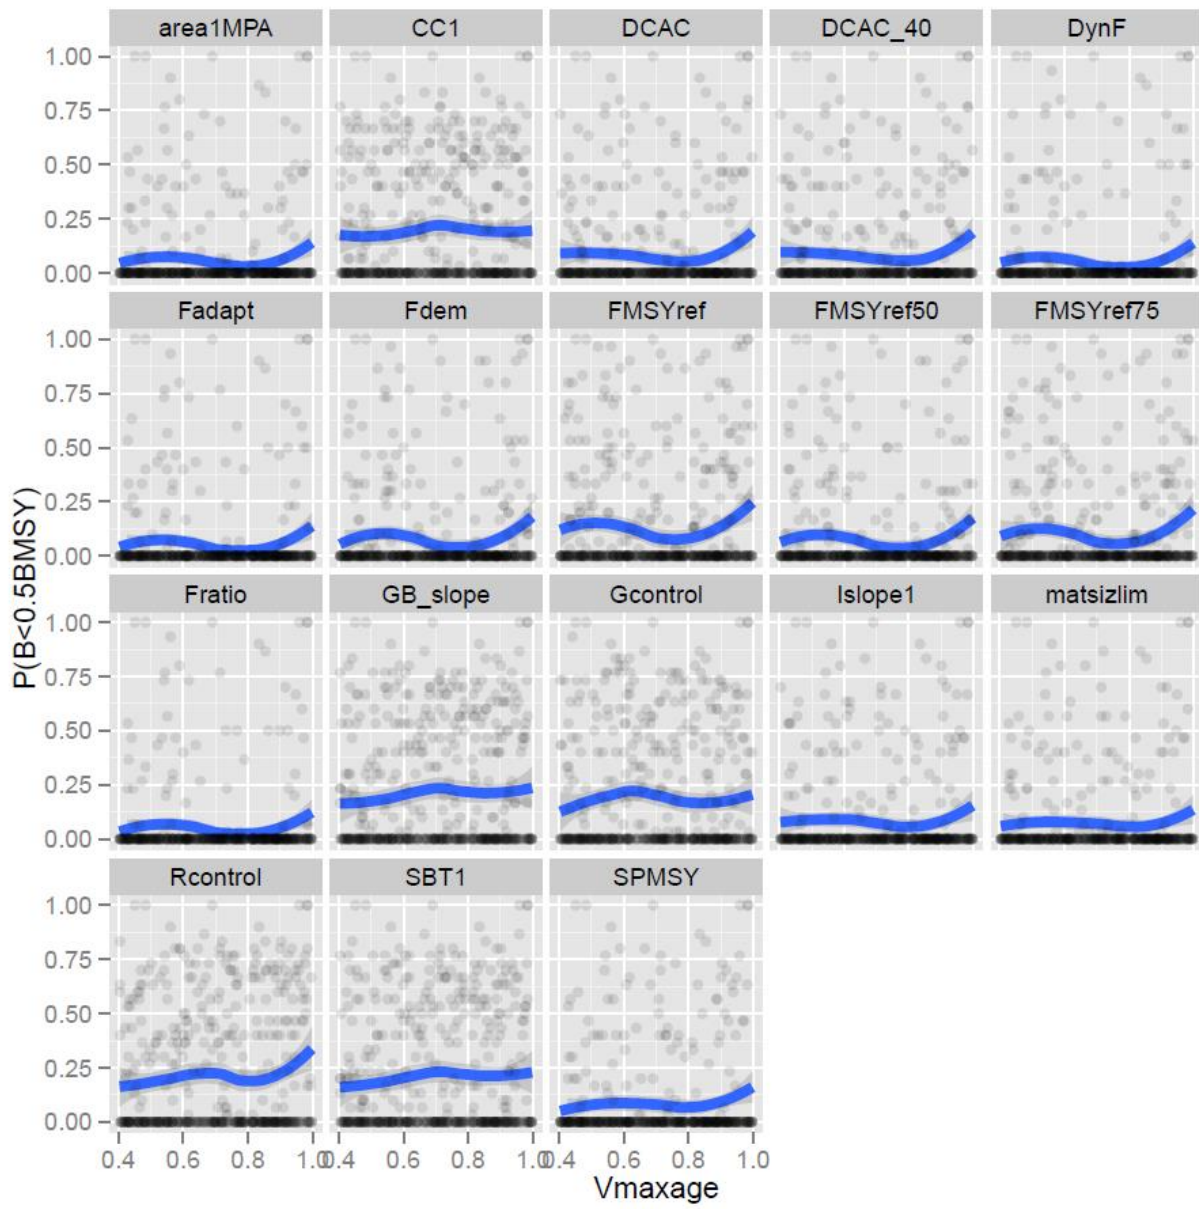 area1MPA CC1 DCAC DCAC_40 DynF
1.00
0.75
0.50
0.25
0.00
Fadapt Fdem FMSYref FMSYref50 FMSYref75
1.00
0.75
0.50
0.25
0.00
P(B<0.5BMSY)
Fratio GB_slope Gcontrol Islope1 matsizlim
1.00
0.75
0.50
0.25
0.00
Rcontrol SBT1 SPMSY
1.00
0.75
0.50
0.25
0.00
0.4 0.6 0.8 1.0 0.4 0.6 0.8 1.0 0.4 0.6 0.8 1.0
Vmaxage